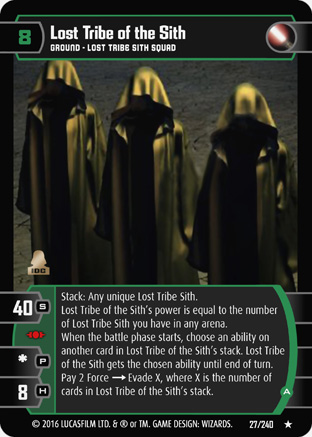 8
Lost Tribe of the Sith
GROUND - LOST TRIBE SITH SQUAD
IDC
40 S
* P
8 H
Stack: Any unique Lost Tribe Sith.
Lost Tribe of the Sith's power is equal to the number
of Lost Tribe Sith you have in any arena.
When the battle phase starts, choose an ability on
another card in Lost Tribe of the Sith's stack. Lost Tribe
of the Sith gets the chosen ability until end of turn.
Pay 2 Force → Evade X, where X is the number of
cards in Lost Tribe of the Sith's stack.
A
© 2016 LUCASFILM LTD. & ® or TM. GAME DESIGN: WIZARDS. 27/240 ★